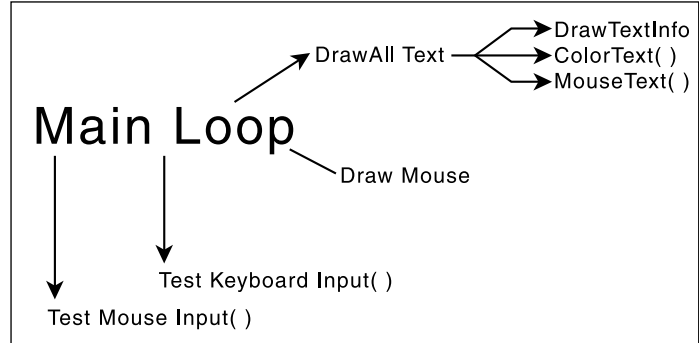 DrawTextInfo
DrawAll Text
ColorText( )
MouseText( )
Main Loop
Draw Mouse
Test Keyboard Input( )
Test Mouse Input( )